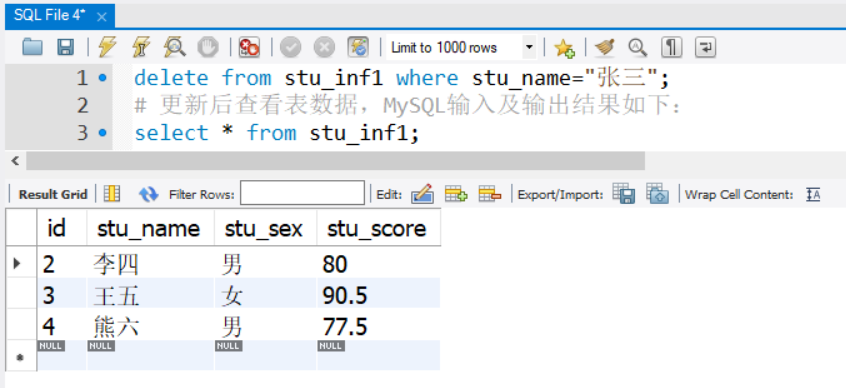 SQL File 4* ×
Limit to 1000 rows
1 delete from stu_inf1 where stu_name="张三";
2 # 更新后查看表数据，MySQL输入及输出结果如下：
3 select * from stu_inf1;
Result Grid Filter Rows: Edit: Export/Import: Wrap Cell Content: IA
id stu_name stu_sex stu_score
2 李四 男 80
3 王五 女 90.5
4 熊六 男 77.5
NULL NULL NULL NULL